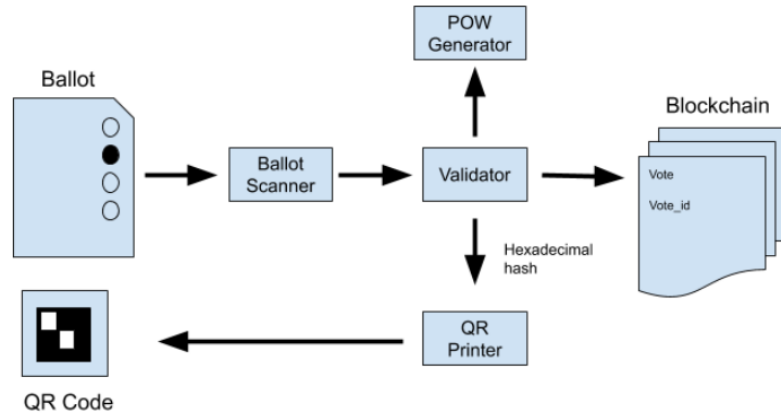 POW
Generator
Ballot
Blockchain
Ballot
Scanner
Validator
Vote
Vote_id
Hexadecimal
hash
QR
Printer
QR Code